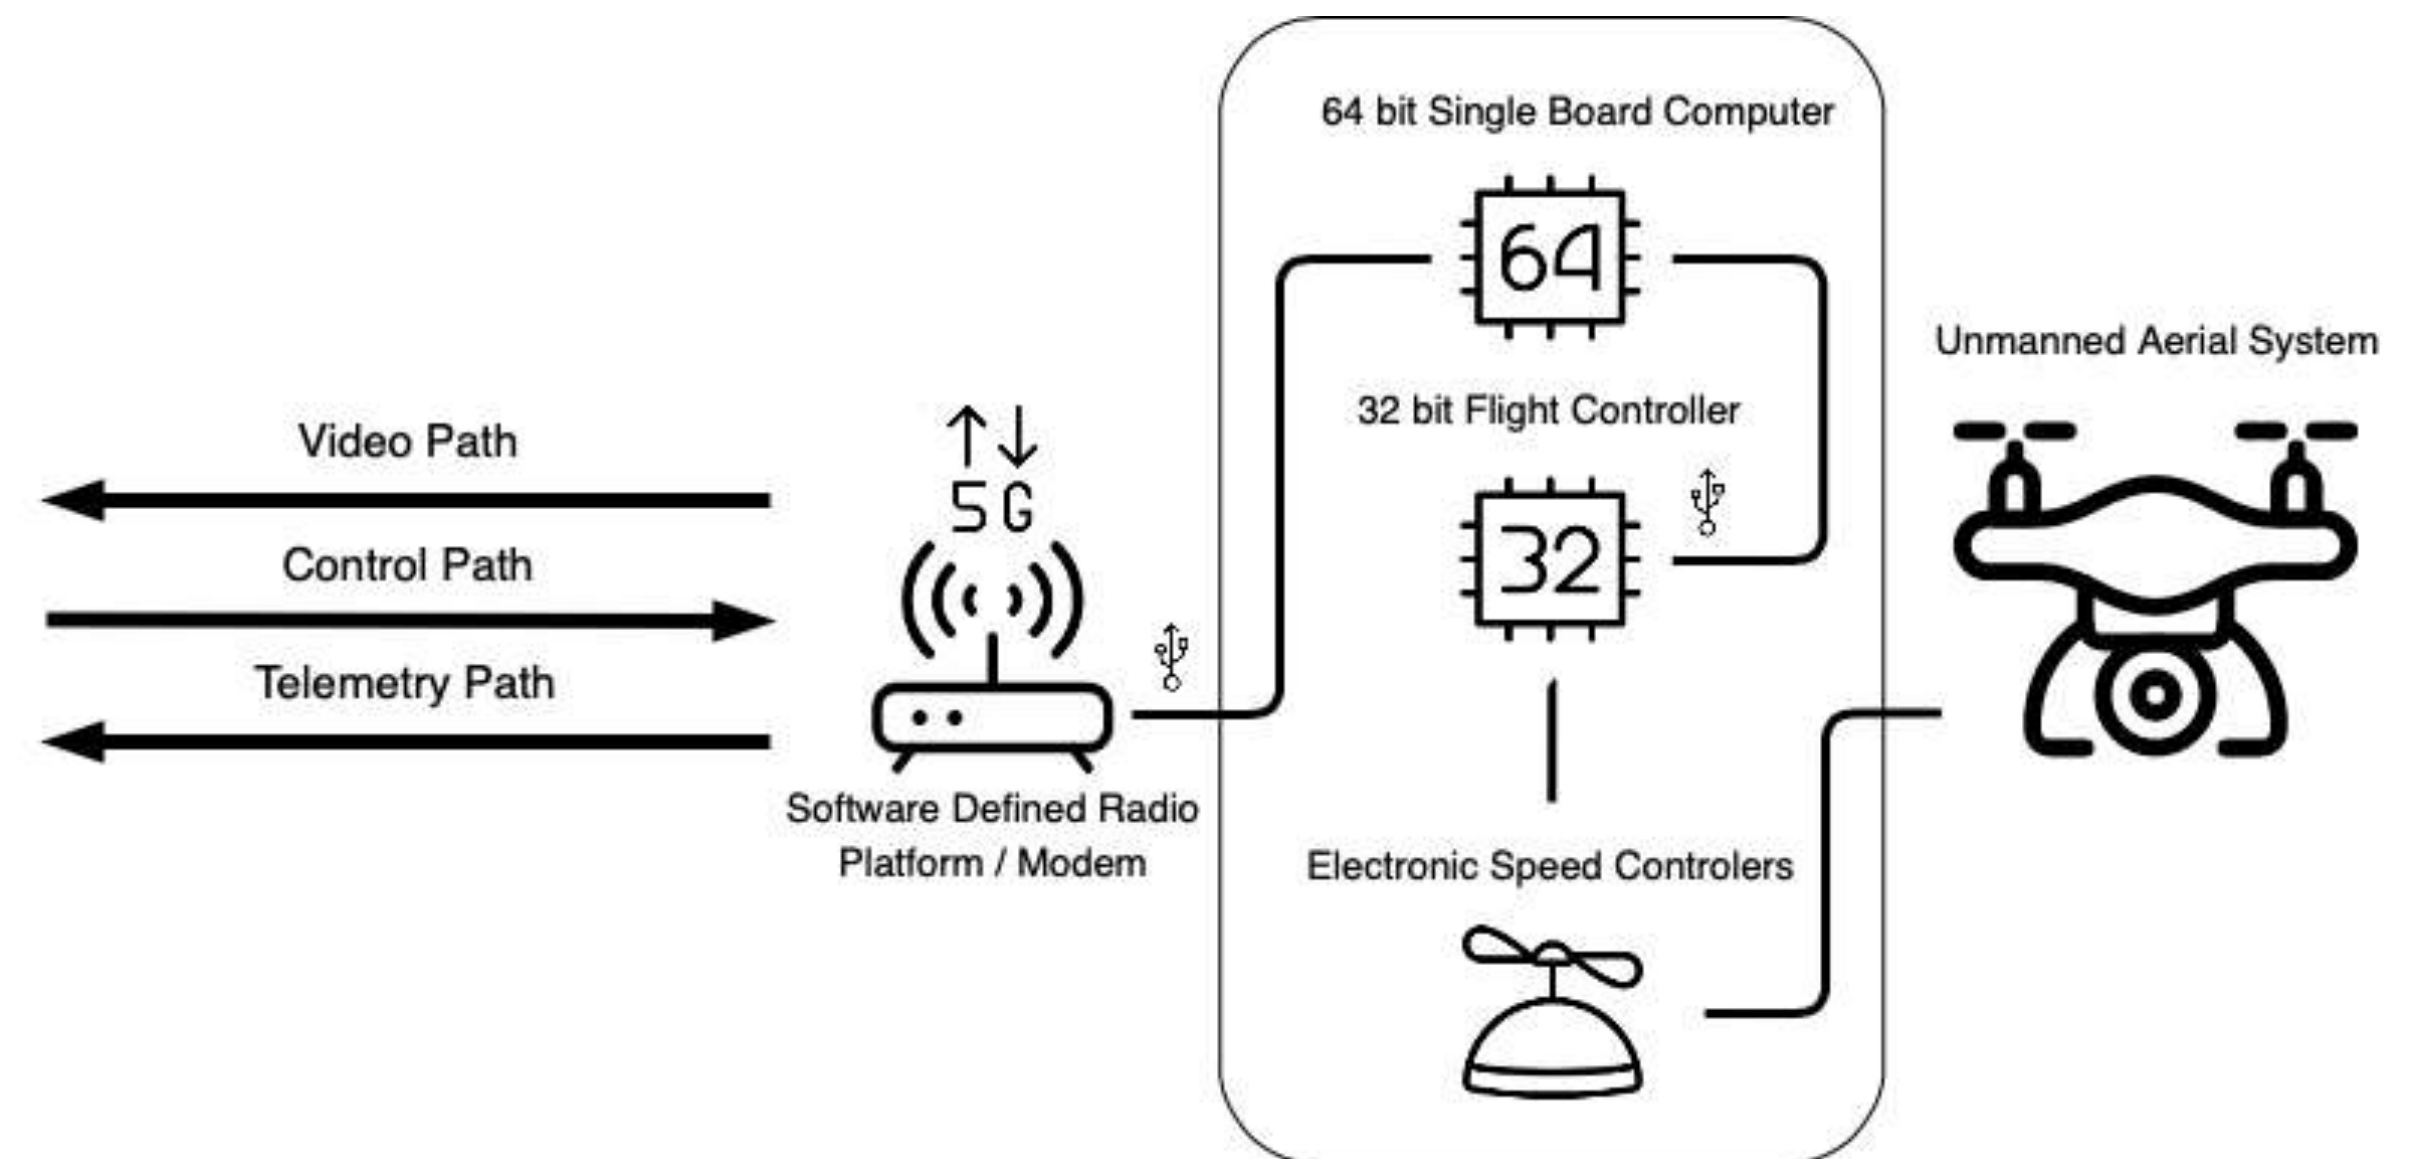 64 bit Single Board Computer
64
Unmanned Aerial System
32 bit Flight Controller
Video Path
5G
32
Control Path
Telemetry Path
Software Defined Radio
Platform / Modem
Electronic Speed Controlers